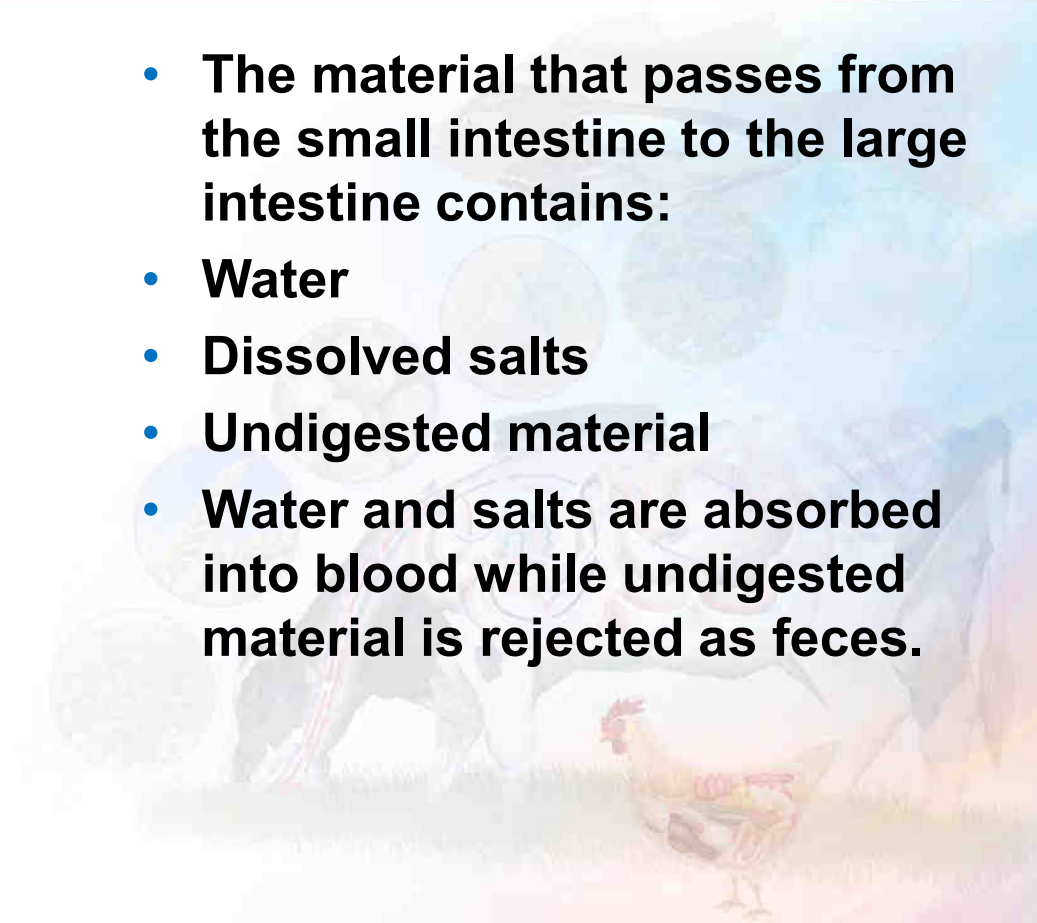 • The material that passes from
the small intestine to the large
intestine contains:
• Water
• Dissolved salts
• Undigested material
• Water and salts are absorbed
into blood while undigested
material is rejected as feces.